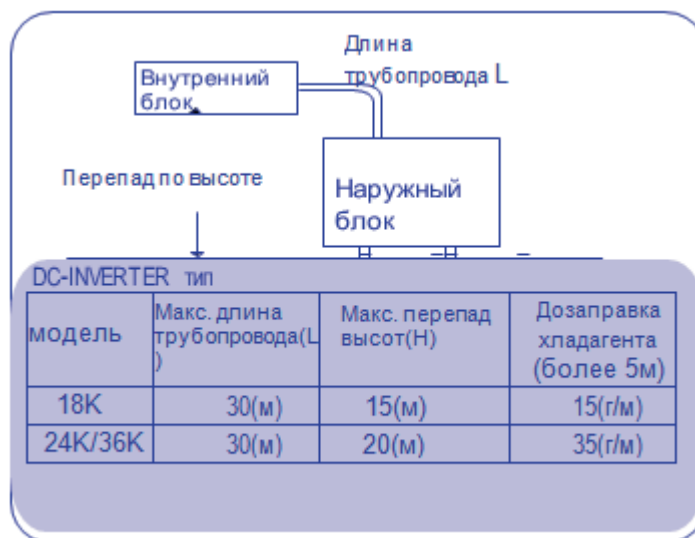 Длина
трубопровода L
Внутренний
блок
Перепад по высоте
Наружный
блок
DC-INVERTER тип
модель
Макс. длина
трубопровода(L
)
Макс. перепад
высот(H)
Дозаправка
хладагента
(более 5м)
18K 30(м) 15(м) 15(г/м)
24K/36K 30(м) 20(м) 35(г/м)